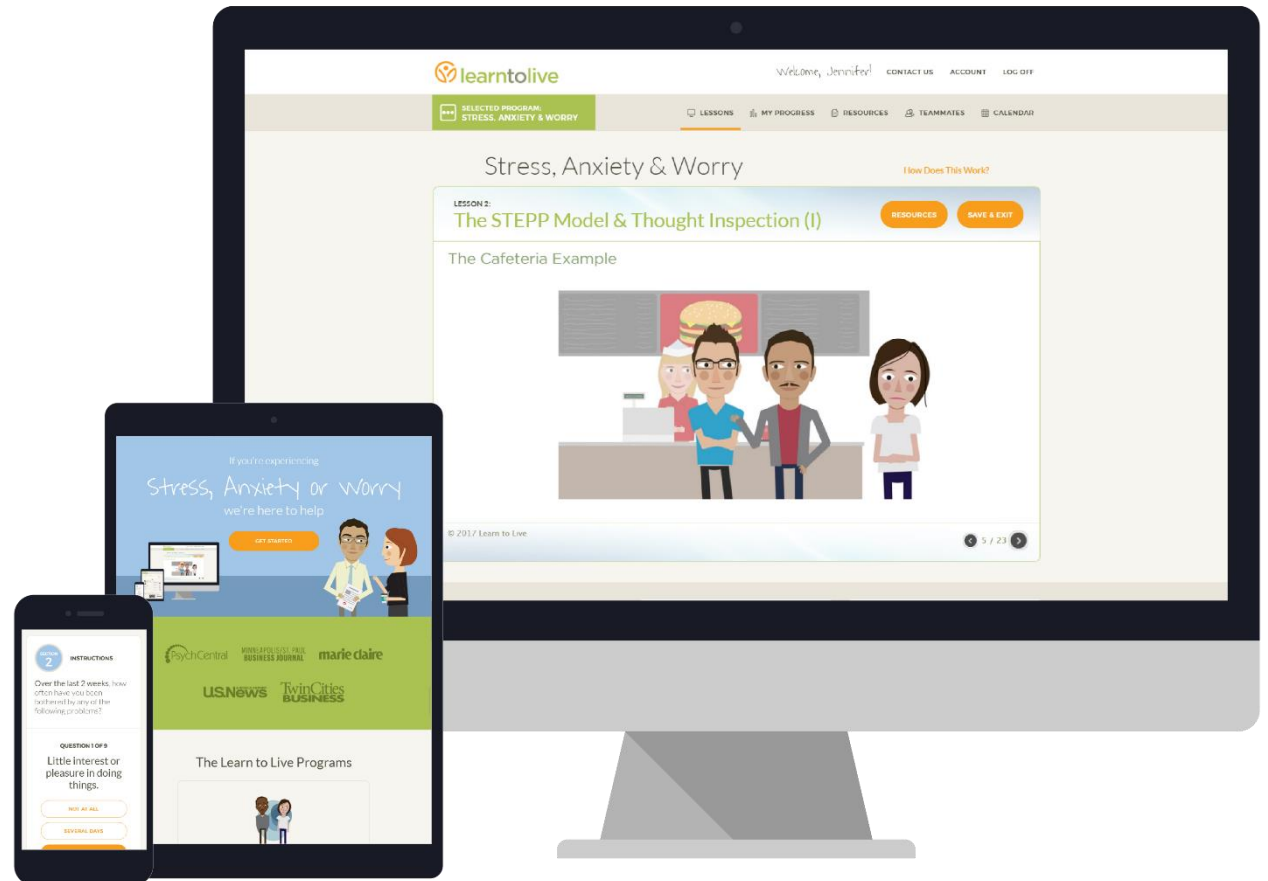 learntolive
Welcome, Jennifer!
CONTACT US
ACCOUNT
LOG OFF
SELECTED PROGRAM:
STRESS, ANXIETY & WORRY
LESSONS
MY PROGRESS
RESOURCES
TEAMMATES
CALENDAR
Stress, Anxiety & Worry
How Does This Work?
LESSON 2:
The STEPP Model & Thought Inspection (I)
RESOURCES
SAVE & EXIT
The Cafeteria Example
© 2017 Learn to Live
5 / 23
If you're experiencing
Stress, Anxiety or Worry
we're here to help
GET STARTED
PsychCentral
MINNEAPOLIS/ST. PAUL
BUSINESS JOURNAL
marie claire
U.S.News
TwinCities
BUSINESS
The Learn to Live Programs
SECTION
2
INSTRUCTIONS
Over the last 2 weeks, how
often have you been
bothered by any of the
following problems?
QUESTION 1 OF 9
Little interest or
pleasure in doing
things.
NOT AT ALL
SEVERAL DAYS